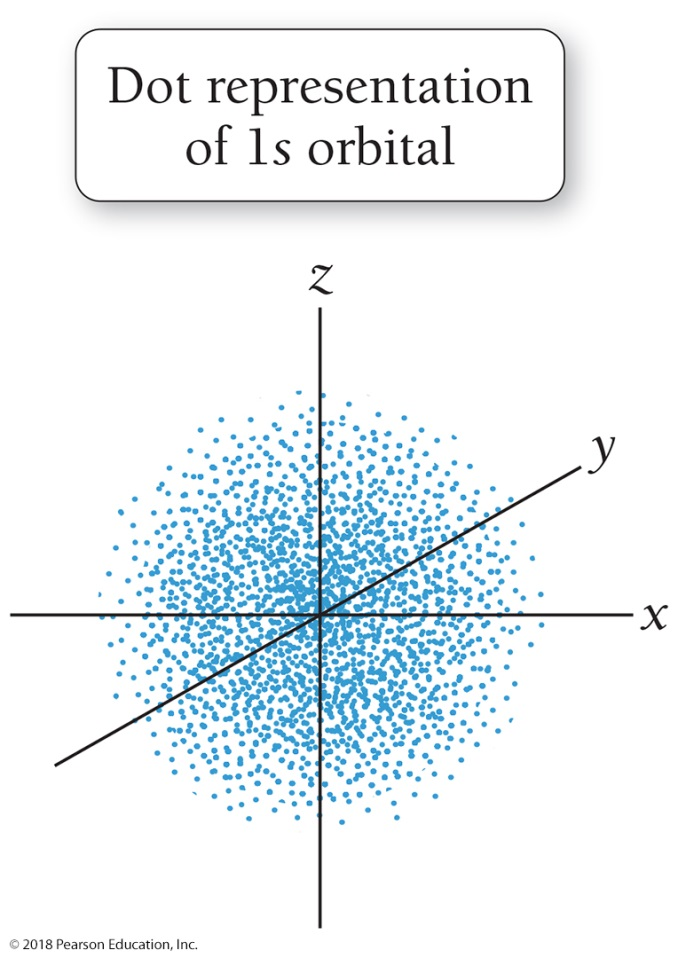 Dot representation
of 1s orbital
z
y
x
© 2018 Pearson Education, Inc.